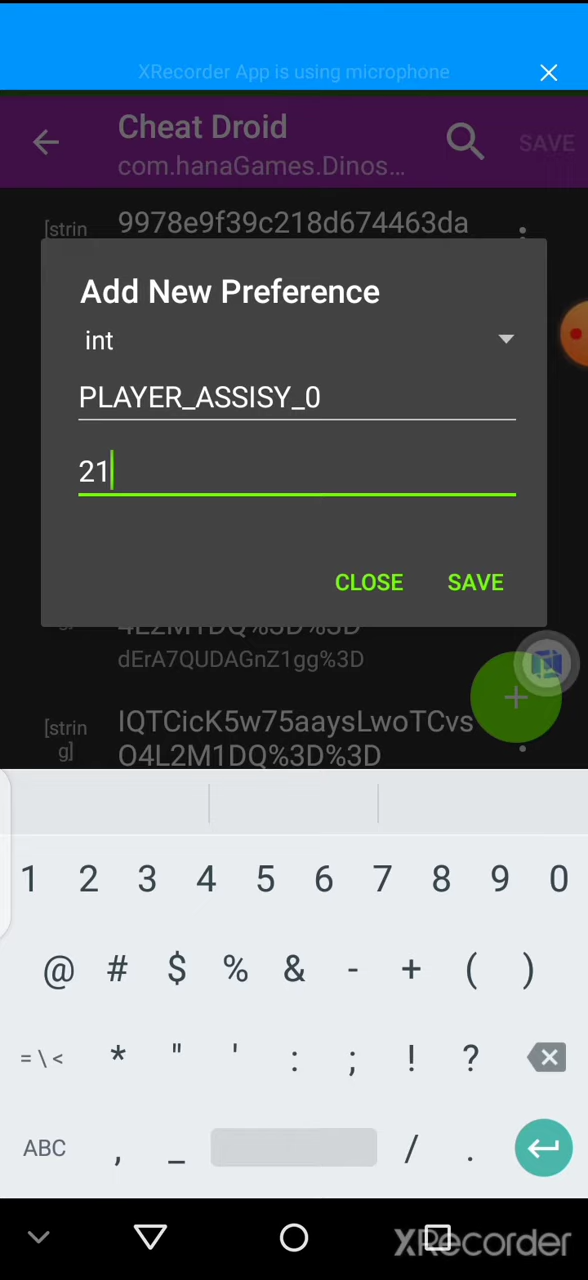 XRecorder App is using microphone
Cheat Droid
SAVE
com.hanaGames.Dinos...
[strin
9978e9f39c218d674463da
Add New Preference
int
PLAYER_ASSISY_0
21
CLOSE
SAVE
g]
4L2M1DQ%3D%3D
dErA7QUDAGnZ1gg%3D
+
[strin
g]
IQTCicK5w75aaysLwoTCvs
O4L2M1DQ%3D%3D
1 2 3 4 5 6 7 8 9 0
@ # $ % & - + ( )
= \ < * " ' : ; ! ?
ABC , _ / .
XRecorder